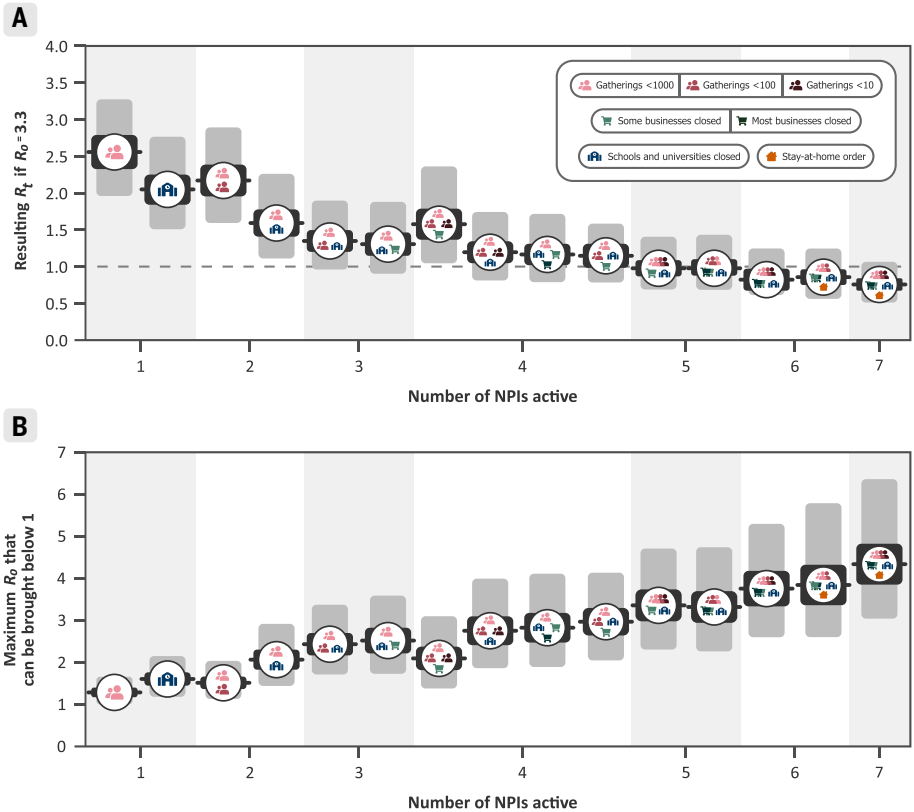 A
Resulting Rt if R0 = 3.3
4.0
3.5
3.0
2.5
2.0
1.5
1.0
0.5
0.0
Gatherings <1000
Gatherings <100
Gatherings <10
Some businesses closed
Most businesses closed
Schools and universities closed
Stay-at-home order
1
2
3
4
5
6
7
Number of NPIs active
B
Maximum R0 that
can be brought below 1
7
6
5
4
3
2
1
0
1
2
3
4
5
6
7
Number of NPIs active